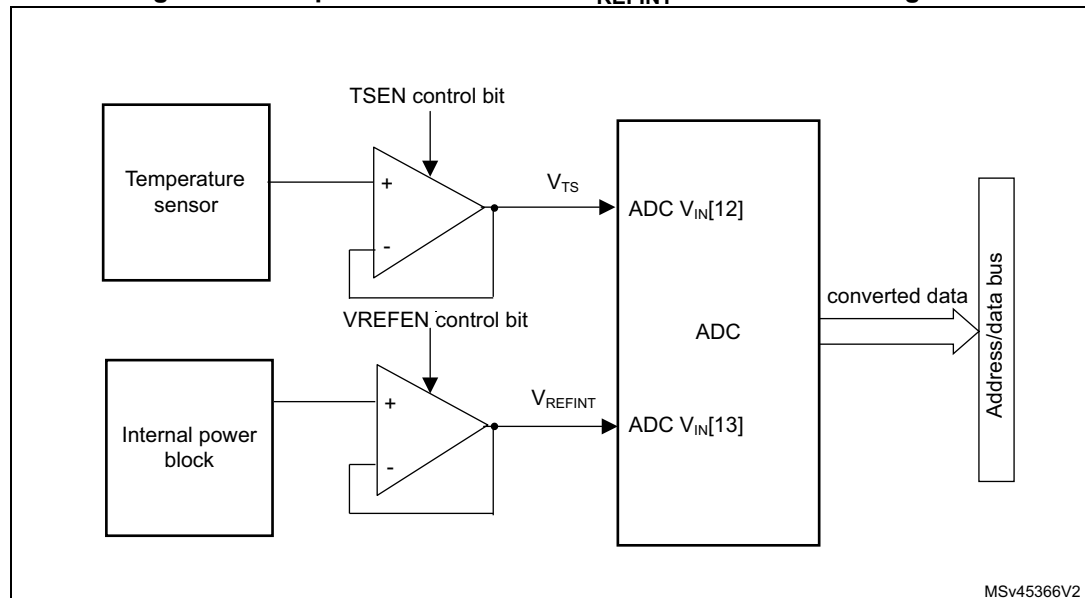 REFINT
TSEN control bit
Temperature
sensor
+
-
VTS
ADC VIN[12]
converted data
Address/data bus
VREFEN control bit
ADC
Internal power
block
+
-
VREFINT
ADC VIN[13]
MSv45366V2